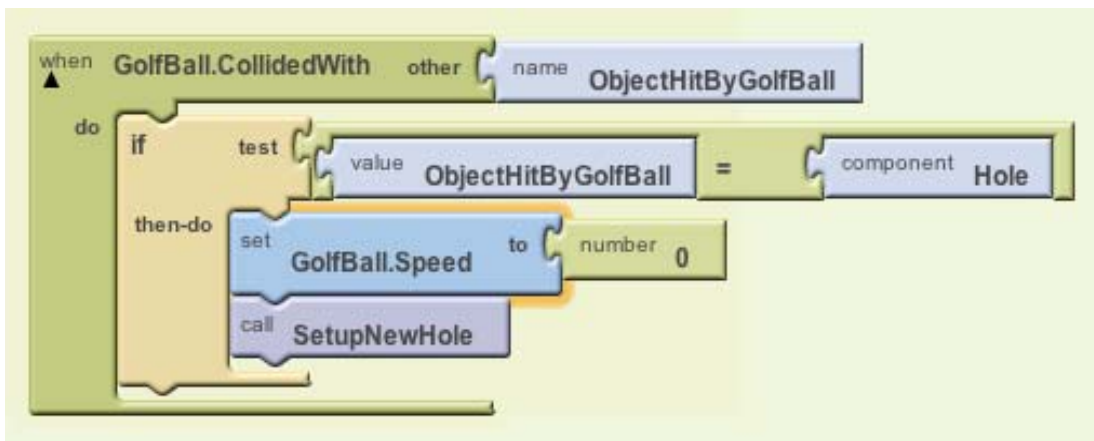 when GolfBall.CollidedWith other name ObjectHitByGolfBall
do if test value ObjectHitByGolfBall = component Hole
then-do set GolfBall.Speed to number 0
call SetupNewHole